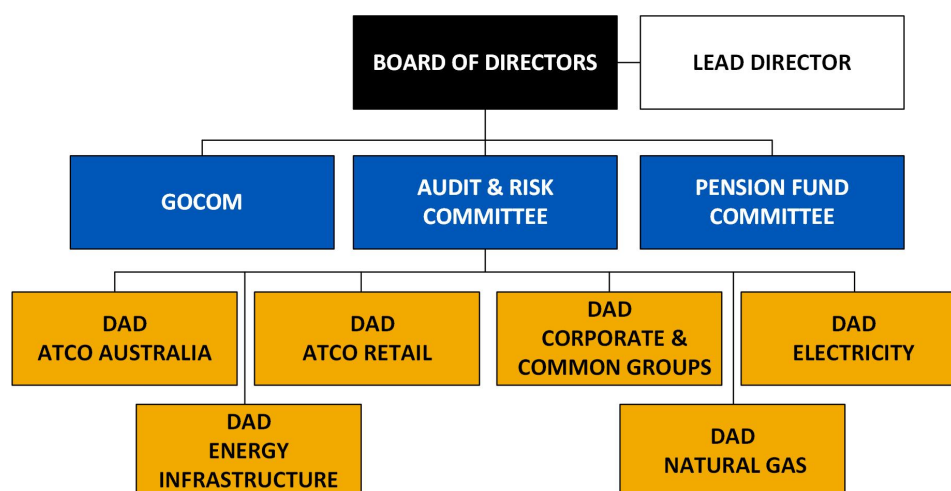 BOARD OF DIRECTORS
LEAD DIRECTOR
GOCOM
AUDIT & RISK
COMMITTEE
PENSION FUND
COMMITTEE
DAD
ATCO AUSTRALIA
DAD
ATCO RETAIL
DAD
CORPORATE &
COMMON GROUPS
DAD
ELECTRICITY
DAD
ENERGY
INFRASTRUCTURE
DAD
NATURAL GAS